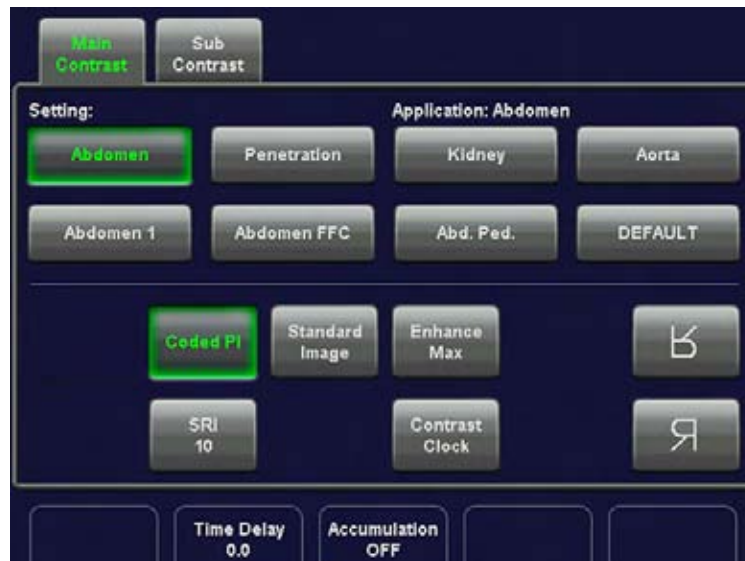 Main
Contrast
Sub
Contrast
Setting:
Application: Abdomen
Abdomen
Penetration
Kidney
Aorta
Abdomen 1
Abdomen FFC
Abd. Ped.
DEFAULT
Coded PI
Standard
Image
Enhance
Max
R
SRI
10
Contrast
Clock
Я
Time Delay
0.0
Accumulation
OFF